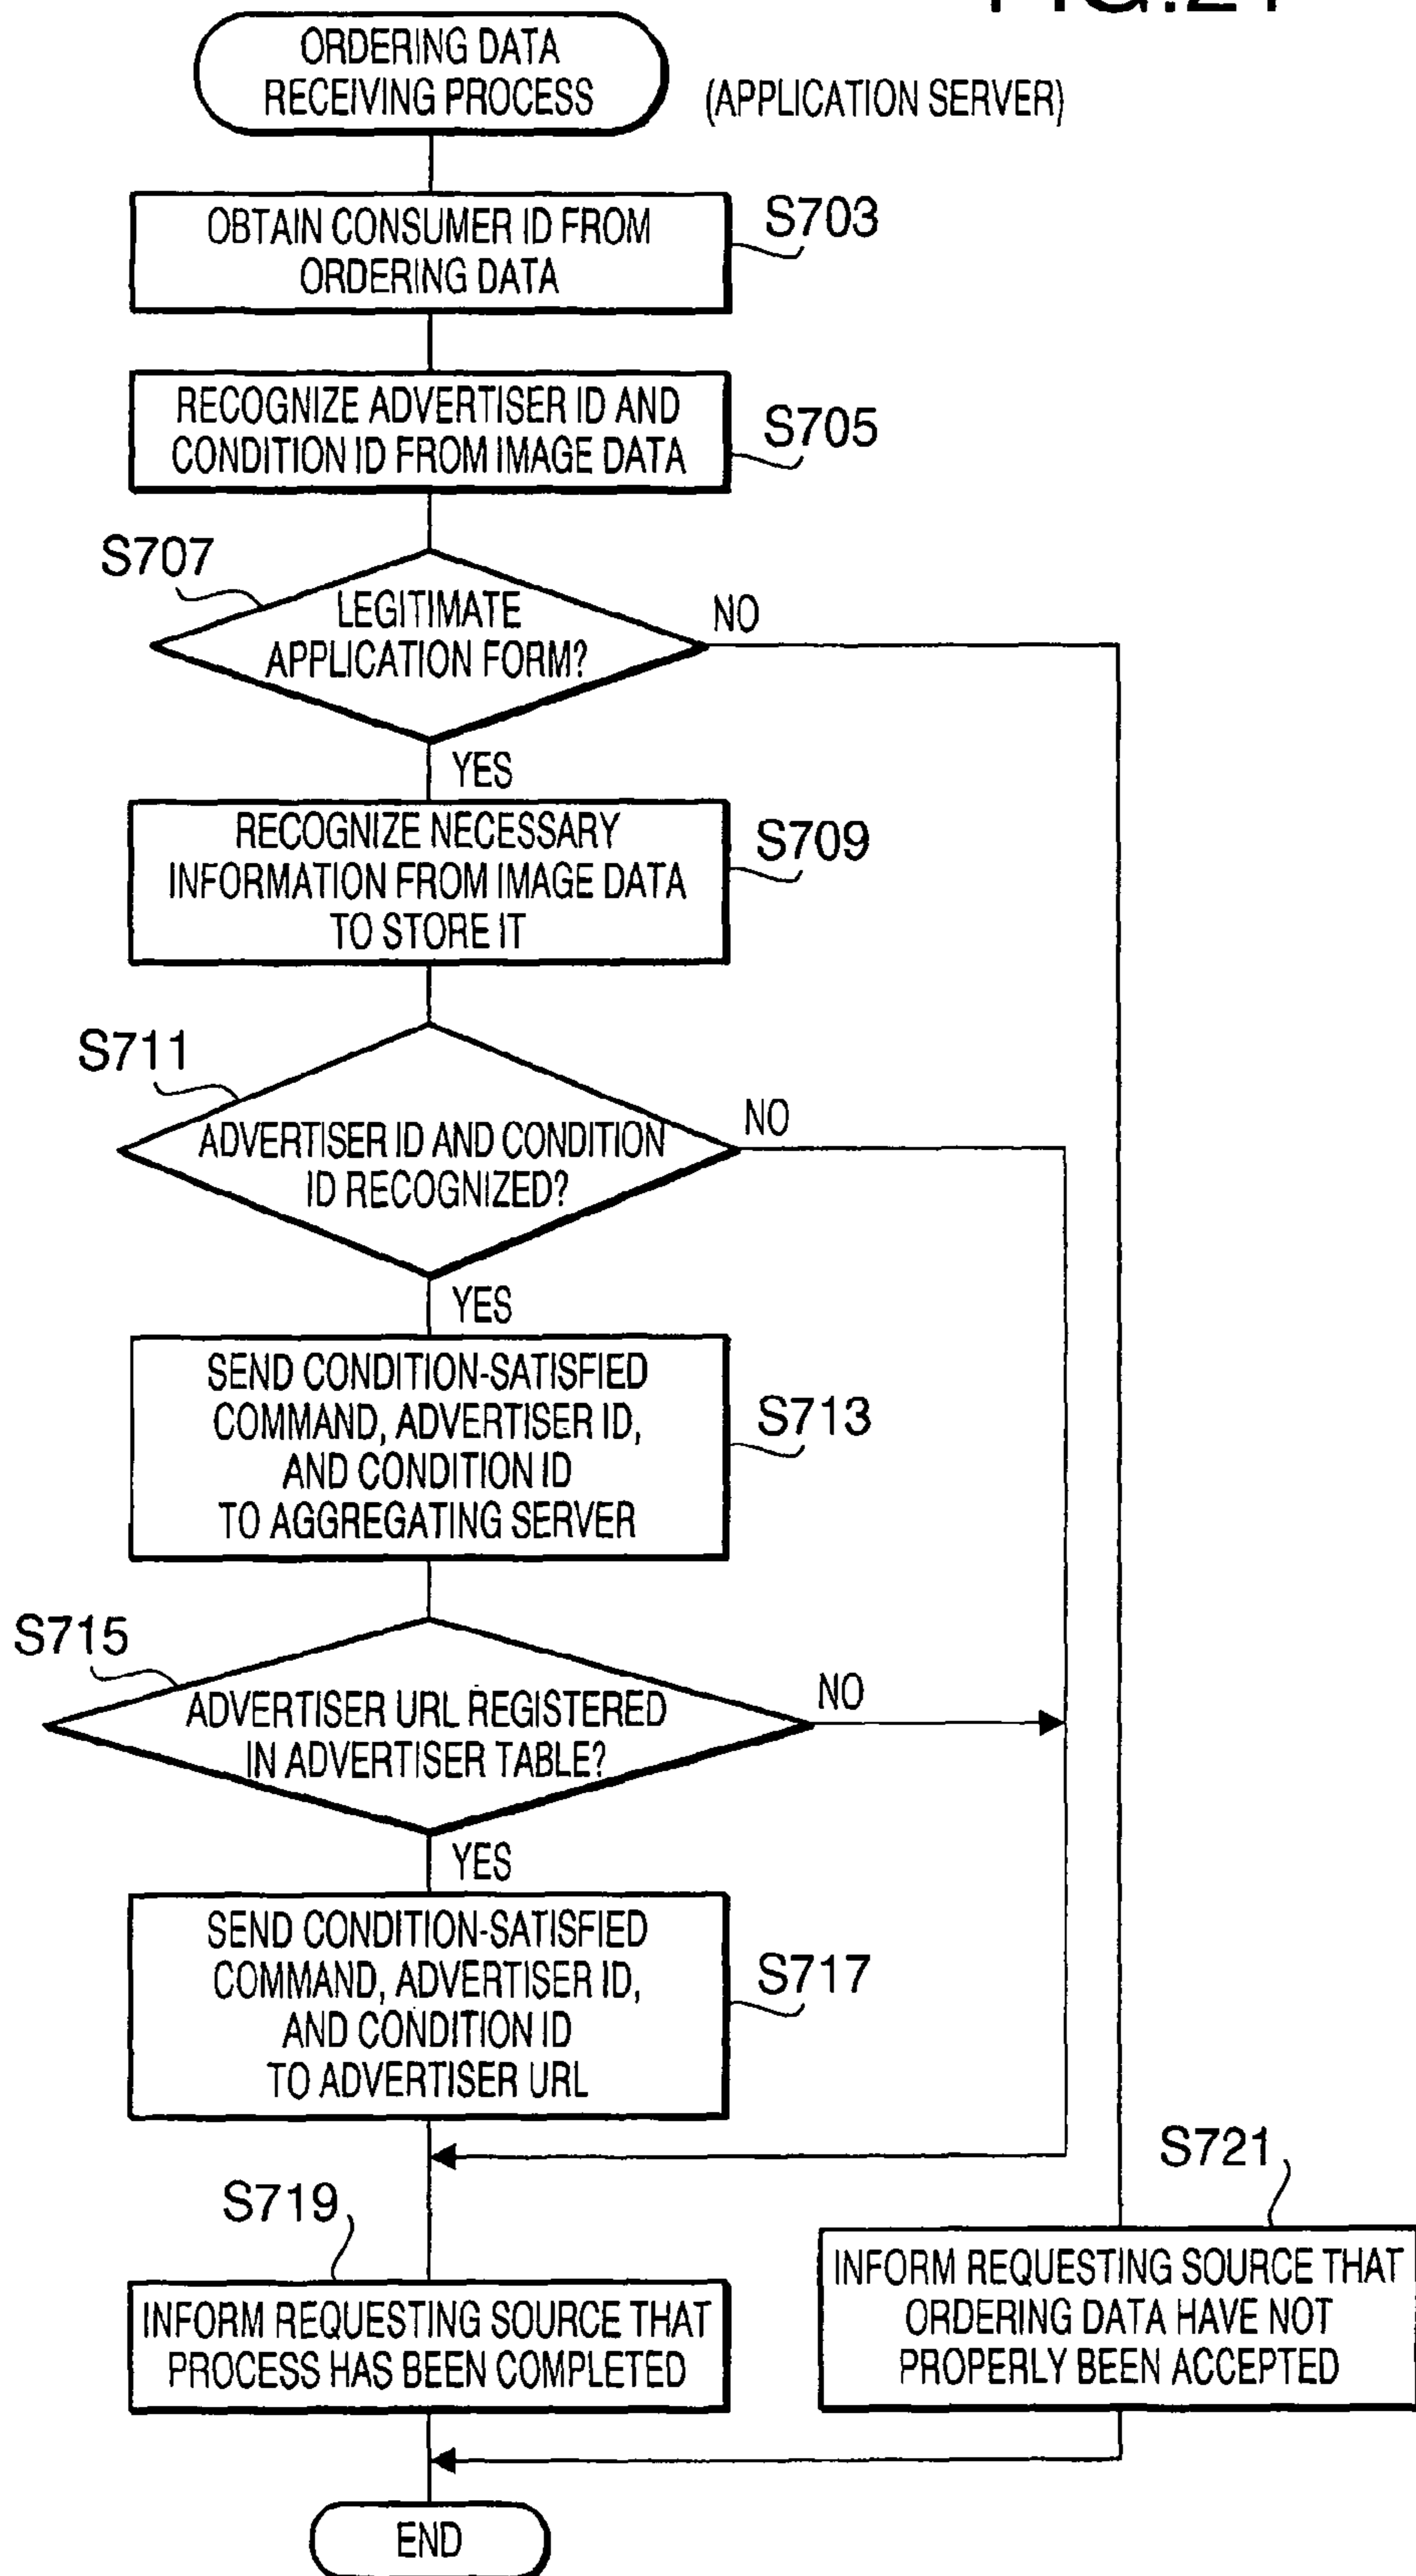 ORDERING DATA
RECEIVING PROCESS
(APPLICATION SERVER)
OBTAIN CONSUMER ID FROM
ORDERING DATA
S703
RECOGNIZE ADVERTISER ID AND
CONDITION ID FROM IMAGE DATA
S705
S707
LEGITIMATE
APPLICATION FORM?
NO
YES
RECOGNIZE NECESSARY
INFORMATION FROM IMAGE DATA
TO STORE IT
S709
S711
ADVERTISER ID AND CONDITION
ID RECOGNIZED?
NO
YES
SEND CONDITION-SATISFIED
COMMAND, ADVERTISER ID,
AND CONDITION ID
TO AGGREGATING SERVER
S713
S715
ADVERTISER URL REGISTERED
IN ADVERTISER TABLE?
NO
YES
SEND CONDITION-SATISFIED
COMMAND, ADVERTISER ID,
AND CONDITION ID
TO ADVERTISER URL
S717
S719
INFORM REQUESTING SOURCE THAT
PROCESS HAS BEEN COMPLETED
S721
INFORM REQUESTING SOURCE THAT
ORDERING DATA HAVE NOT
PROPERLY BEEN ACCEPTED
END